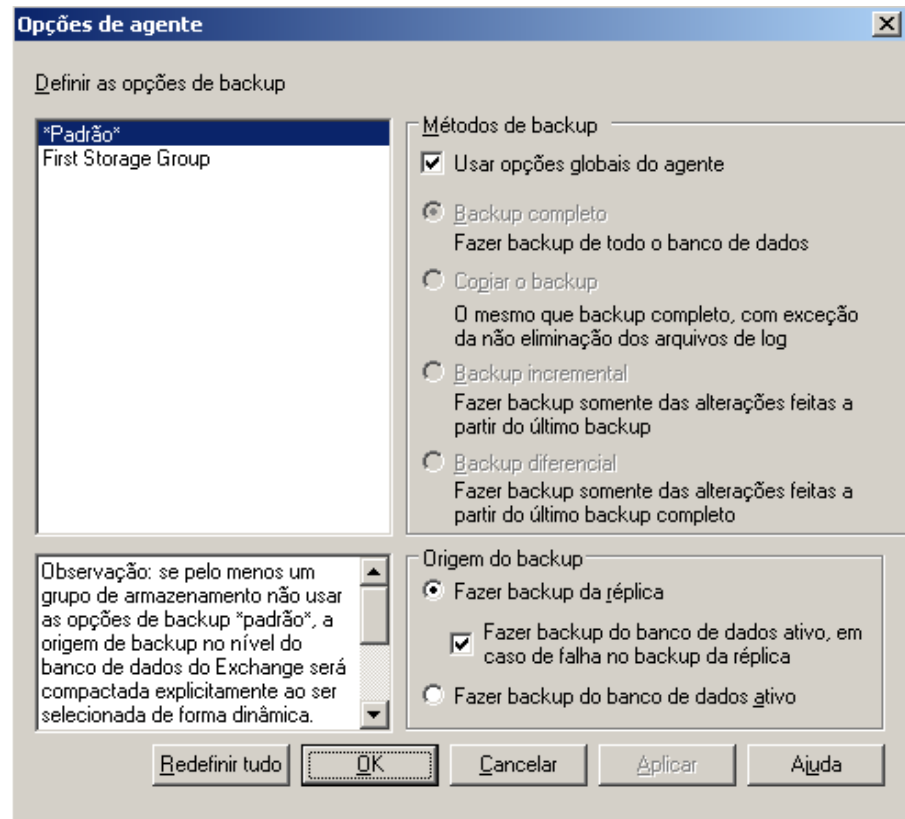 Opções de agente
Definir as opções de backup
*Padrão*
First Storage Group
Métodos de backup
Usar opções globais do agente
Backup completo
Fazer backup de todo o banco de dados
Copiar o backup
O mesmo que backup completo, com exceção
da não eliminação dos arquivos de log
Backup incremental
Fazer backup somente das alterações feitas a
partir do último backup
Backup diferencial
Fazer backup somente das alterações feitas a
partir do último backup completo
Observação: se pelo menos um
grupo de armazenamento não usar
as opções de backup *padrão*, a
origem de backup no nível do
banco de dados do Exchange será
compactada explicitamente ao ser
selecionada de forma dinâmica.
Origem do backup
Fazer backup da réplica
Fazer backup do banco de dados ativo, em
caso de falha no backup da réplica
Fazer backup do banco de dados ativo
Redefinir tudo
OK
Cancelar
Aplicar
Ajuda